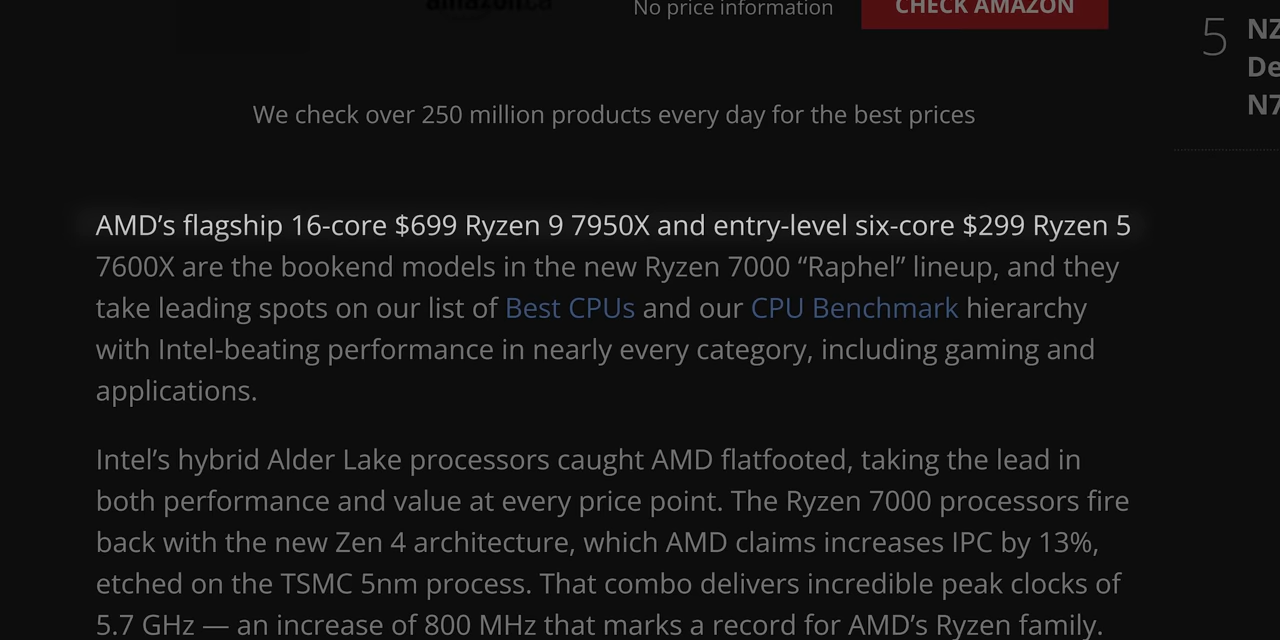 amazon.ca
No price information
CHECK AMAZON
5
NZ
De
N7
We check over 250 million products every day for the best prices
AMD’s flagship 16-core $699 Ryzen 9 7950X and entry-level six-core $299 Ryzen 5
7600X are the bookend models in the new Ryzen 7000 “Raphel” lineup, and they
take leading spots on our list of Best CPUs and our CPU Benchmark hierarchy
with Intel-beating performance in nearly every category, including gaming and
applications.
Intel’s hybrid Alder Lake processors caught AMD flatfooted, taking the lead in
both performance and value at every price point. The Ryzen 7000 processors fire
back with the new Zen 4 architecture, which AMD claims increases IPC by 13%,
etched on the TSMC 5nm process. That combo delivers incredible peak clocks of
5.7 GHz — an increase of 800 MHz that marks a record for AMD’s Ryzen family.